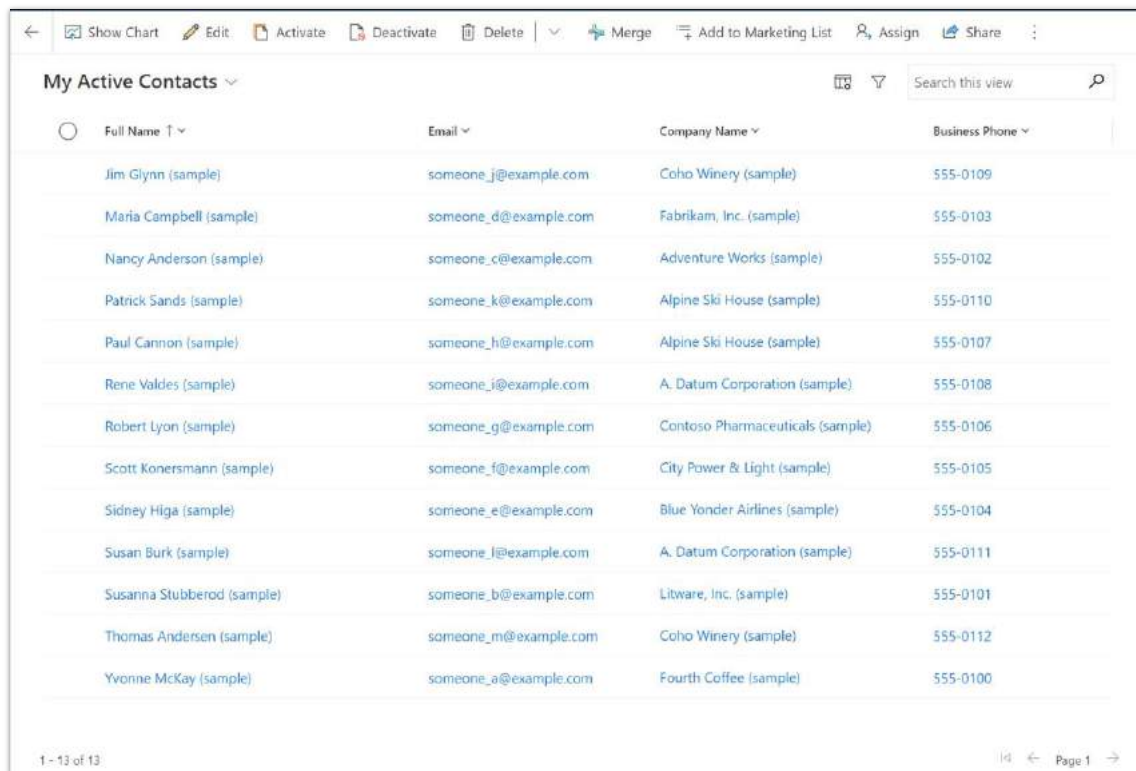 Show Chart Edit Activate Deactivate Delete Merge Add to Marketing List Assign Share
My Active Contacts Search this view
Full Name Email Company Name Business Phone
Jim Glynn (sample) someone_j@example.com Coho Winery (sample) 555-0109
Maria Campbell (sample) someone_d@example.com Fabrikam, Inc. (sample) 555-0103
Nancy Anderson (sample) someone_c@example.com Adventure Works (sample) 555-0102
Patrick Sands (sample) someone_k@example.com Alpine Ski House (sample) 555-0110
Paul Cannon (sample) someone_h@example.com Alpine Ski House (sample) 555-0107
Rene Valdes (sample) someone_i@example.com A. Datum Corporation (sample) 555-0108
Robert Lyon (sample) someone_g@example.com Contoso Pharmaceuticals (sample) 555-0106
Scott Konersmann (sample) someone_f@example.com City Power & Light (sample) 555-0105
Sidney Higa (sample) someone_e@example.com Blue Yonder Airlines (sample) 555-0104
Susan Burk (sample) someone_l@example.com A. Datum Corporation (sample) 555-0111
Susanna Stubberod (sample) someone_b@example.com Litware, Inc. (sample) 555-0101
Thomas Andersen (sample) someone_m@example.com Coho Winery (sample) 555-0112
Yvonne McKay (sample) someone_a@example.com Fourth Coffee (sample) 555-0100
1 - 13 of 13 Page 1